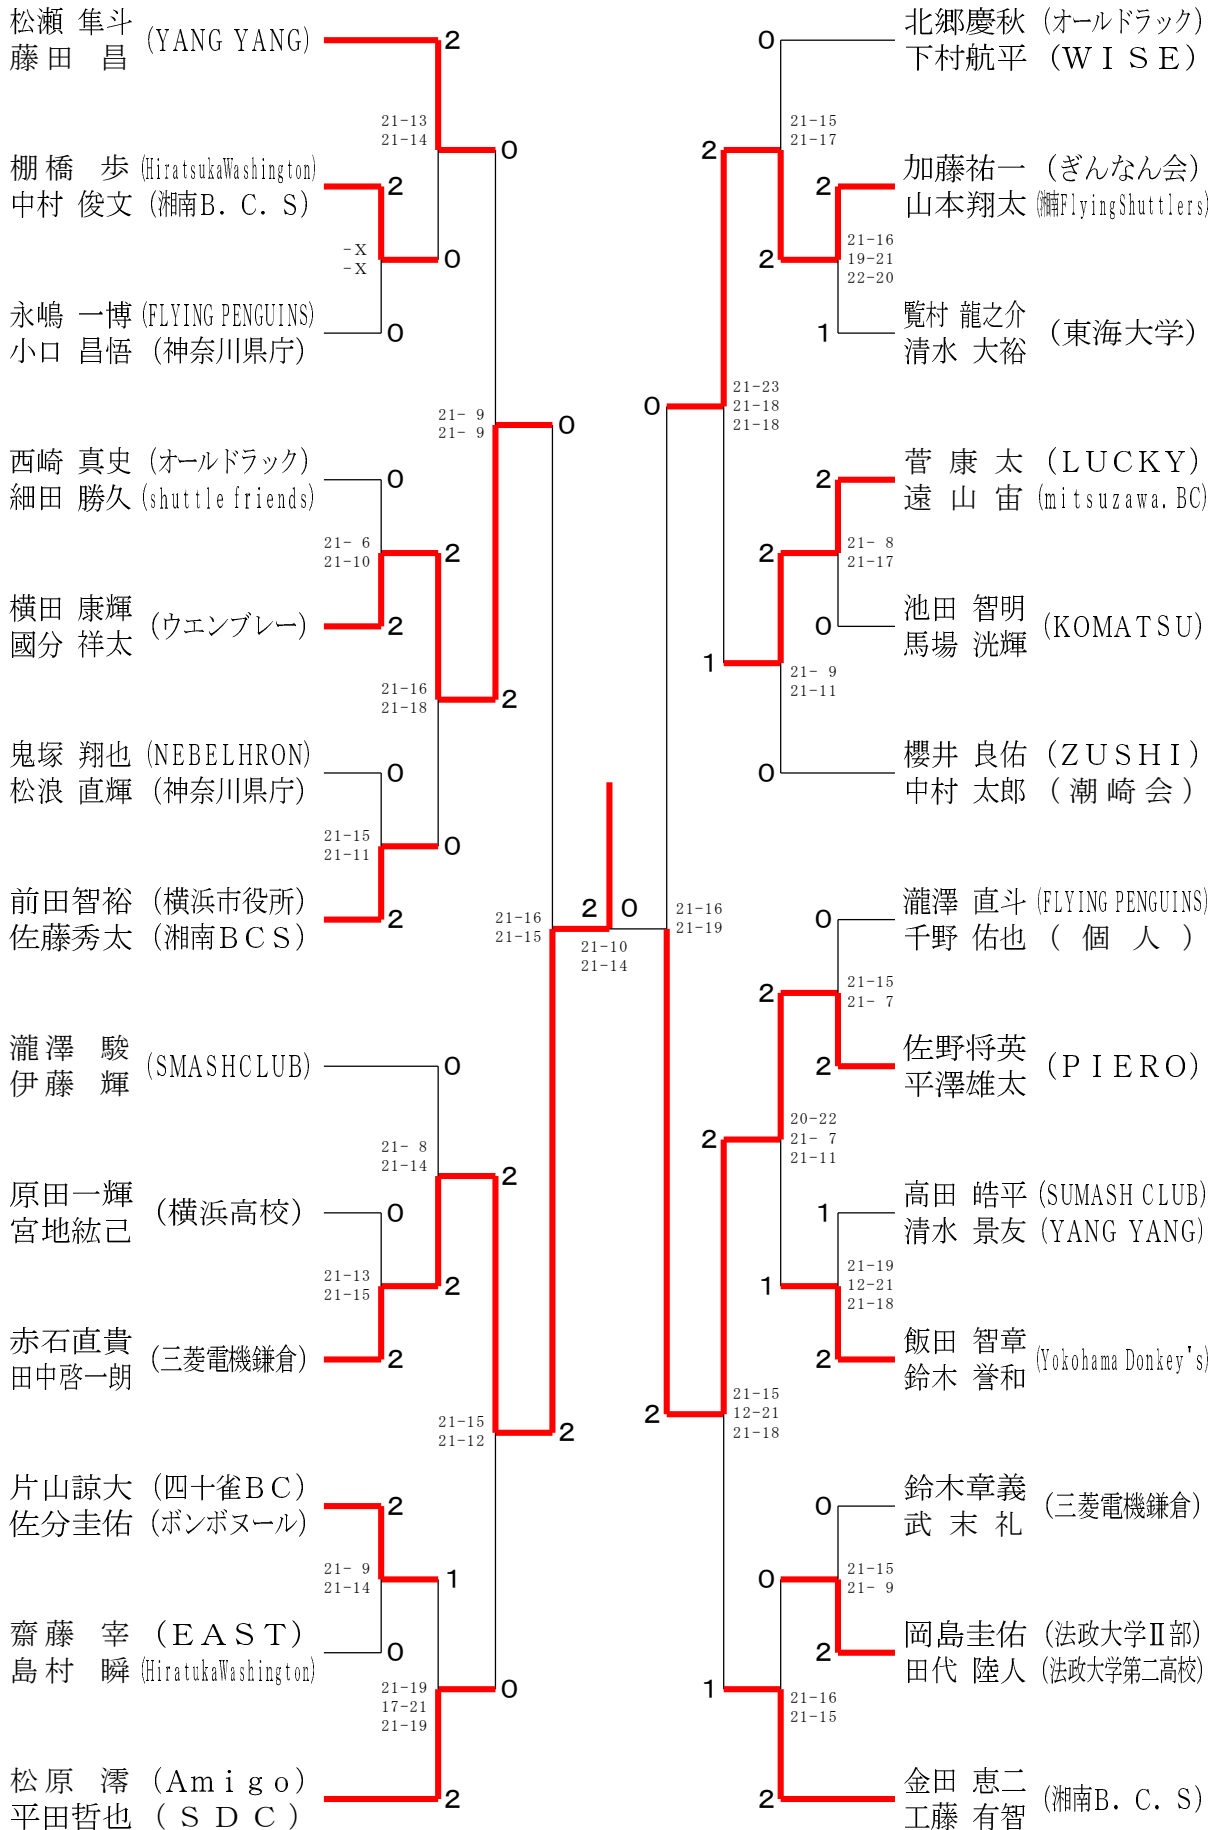 松瀬 隼斗 (YANG YANG)
藤田 昌
2
21-13
21-14
0
棚橋 歩 (HiratsukaWashington)
中村 俊文 (湘南B.C.S)
2
-X
-X
0
永嶋 一博 (FLYING PENGUINS)
小口 昌悟 (神奈川県庁)
0
21- 9
21- 9
0
西崎 真史 (オールドラック)
細田 勝久 (shuttle friends)
0
21- 6
21-10
2
横田 康輝 (ウエンブレー)
國分 祥太
2
21-16
21-18
2
鬼塚 翔也 (NEBELHRON)
松浪 直輝 (神奈川県庁)
0
21-15
21-11
0
前田智裕 (横浜市役所)
佐藤秀太 (湘南BCS)
2
21-16
21-15
2 0
21-10
21-14
瀧澤 駿 (SMASHCLUB)
伊藤 輝
0
21- 8
21-14
2
原田一輝 (横浜高校)
宮地紘己
0
21-13
21-15
2
赤石直貴 (三菱電機鎌倉)
田中啓一朗
2
21-15
21-12
2
片山諒大 (四十雀BC)
佐分圭佑 (ボンボヌール)
2
21- 9
21-14
1
齋藤 宰 (EAST)
島村 瞬 (HiratukaWashington)
0
21-19
17-21
21-19
0
松原 澪 (Amigo)
平田哲也 (SDC)
2
北郷慶秋 (オールドラック)
下村航平 (WISE)
0
21-15
21-17
2
加藤祐一 (ぎんなん会)
山本翔太 (湘南FlyingShuttlers)
2
21-16
19-21
22-20
2
覧村 龍之介 (東海大学)
清水 大裕
1
21-23
21-18
21-18
0
菅康太 (LUCKY)
遠山宙 (mitsuzawa.BC)
2
21- 8
21-17
2
池田 智明 (KOMATSU)
馬場 洸輝
0
21- 9
21-11
1
櫻井 良佑 (ZUSHI)
中村 太郎 (潮崎会)
0
21-16
21-19
瀧澤 直斗 (FLYING PENGUINS)
千野 佑也 (個人)
0
21-15
21- 7
2
佐野将英 (PIERO)
平澤雄太
2
20-22
21- 7
21-11
2
高田 皓平 (SUMASH CLUB)
清水 景友 (YANG YANG)
1
21-19
12-21
21-18
1
飯田 智章 (Yokohama Donkey's)
鈴木 誉和
2
21-15
12-21
21-18
2
鈴木章義 (三菱電機鎌倉)
武末礼
0
21-15
21- 9
0
岡島圭佑 (法政大学Ⅱ部)
田代 陸人 (法政大学第二高校)
2
21-16
21-15
1
金田 恵二 (湘南B.C.S)
工藤 有智
2